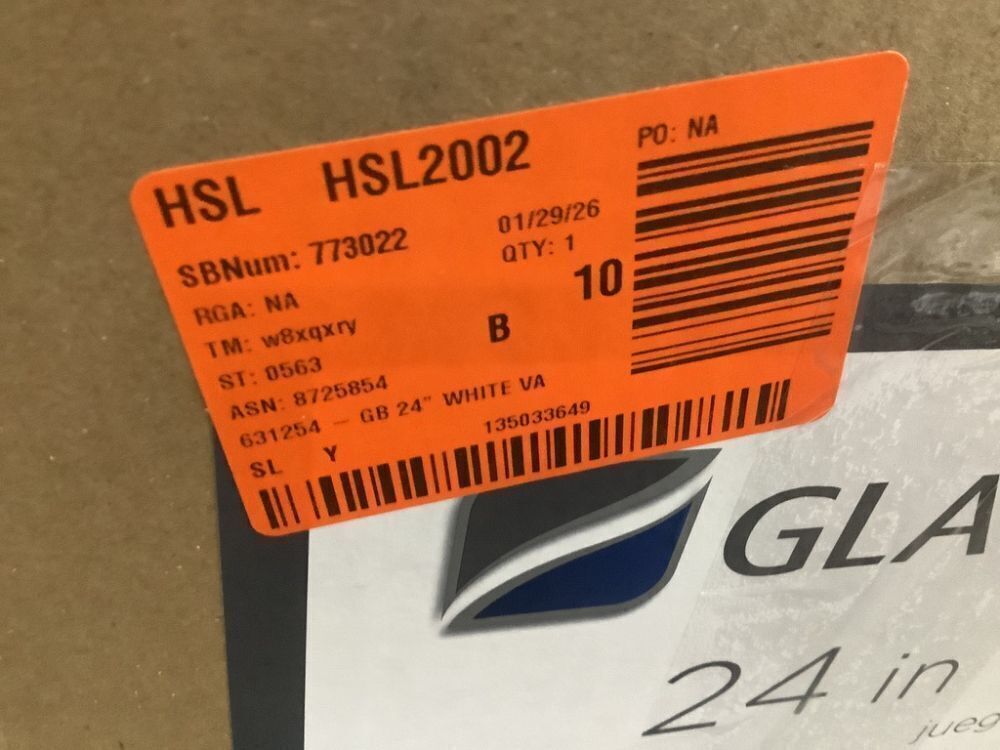 HSL HSL2002
PO: NA
SBNum: 773022 01/29/26
RGA: NA QTY: 1
TM: w8xqxry B 10
ST: 0563
ASN: 8725854
631254 - GB 24" WHITE VA
SL Y 135033649
GLA
24 in
jueg